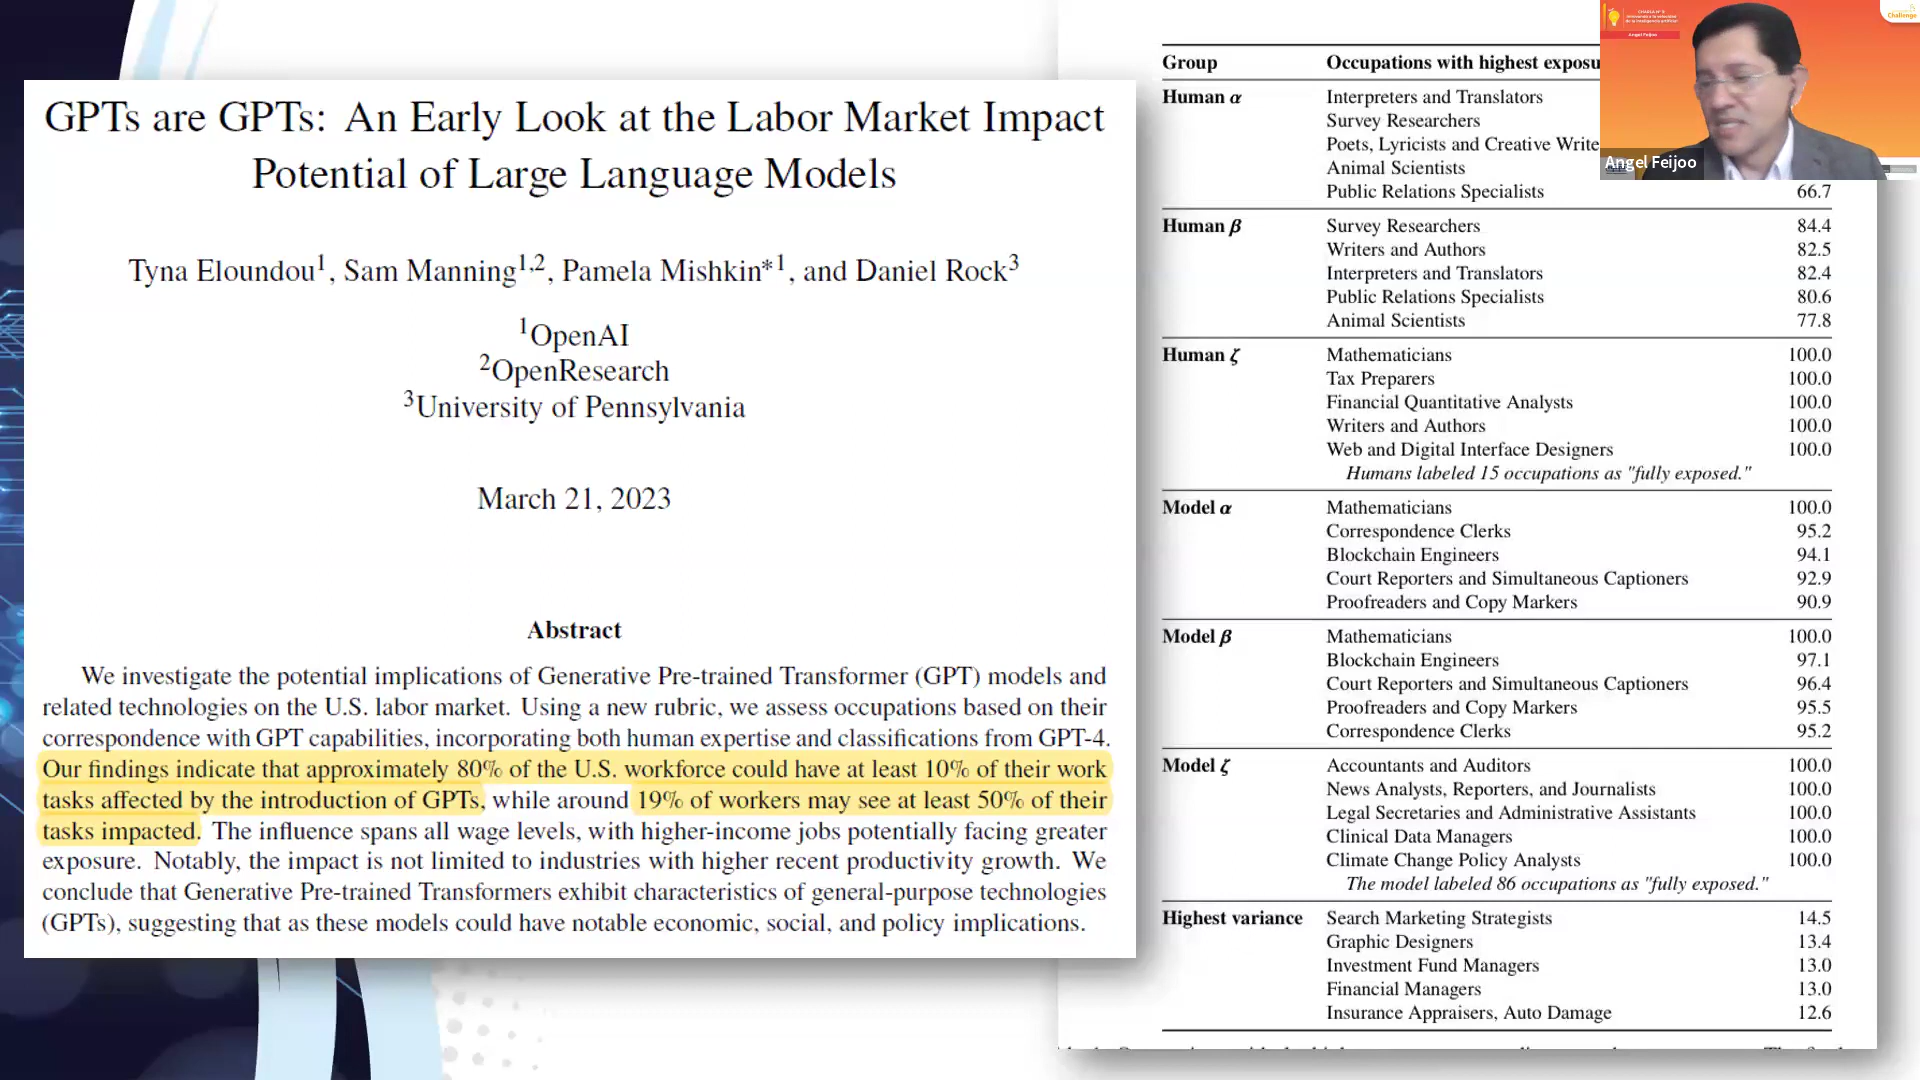 GPTs are GPTs: An Early Look at the Labor Market Impact
Potential of Large Language Models
Tyna Eloundou1, Sam Manning1,2, Pamela Mishkin*1, and Daniel Rock3
1OpenAI
2OpenResearch
3University of Pennsylvania
March 21, 2023
Abstract
We investigate the potential implications of Generative Pre-trained Transformer (GPT) models and
related technologies on the U.S. labor market. Using a new rubric, we assess occupations based on their
correspondence with GPT capabilities, incorporating both human expertise and classifications from GPT-4.
Our findings indicate that approximately 80% of the U.S. workforce could have at least 10% of their work
tasks affected by the introduction of GPTs, while around 19% of workers may see at least 50% of their
tasks impacted. The influence spans all wage levels, with higher-income jobs potentially facing greater
exposure. Notably, the impact is not limited to industries with higher recent productivity growth. We
conclude that Generative Pre-trained Transformers exhibit characteristics of general-purpose technologies
(GPTs), suggesting that as these models could have notable economic, social, and policy implications.
Group Occupations with highest exposu
Human α Interpreters and Translators
Survey Researchers
Poets, Lyricists and Creative Write
Animal Scientists
Public Relations Specialists 66.7
Human β Survey Researchers 84.4
Writers and Authors 82.5
Interpreters and Translators 82.4
Public Relations Specialists 80.6
Animal Scientists 77.8
Human ζ Mathematicians 100.0
Tax Preparers 100.0
Financial Quantitative Analysts 100.0
Writers and Authors 100.0
Web and Digital Interface Designers 100.0
Humans labeled 15 occupations as "fully exposed."
Model α Mathematicians 100.0
Correspondence Clerks 95.2
Blockchain Engineers 94.1
Court Reporters and Simultaneous Captioners 92.9
Proofreaders and Copy Markers 90.9
Model β Mathematicians 100.0
Blockchain Engineers 97.1
Court Reporters and Simultaneous Captioners 96.4
Proofreaders and Copy Markers 95.5
Correspondence Clerks 95.2
Model ζ Accountants and Auditors 100.0
News Analysts, Reporters, and Journalists 100.0
Legal Secretaries and Administrative Assistants 100.0
Clinical Data Managers 100.0
Climate Change Policy Analysts 100.0
The model labeled 86 occupations as "fully exposed."
Highest variance Search Marketing Strategists 14.5
Graphic Designers 13.4
Investment Fund Managers 13.0
Financial Managers 13.0
Insurance Appraisers, Auto Damage 12.6
Angel Feijoo
Challenge
Angel Feijoo